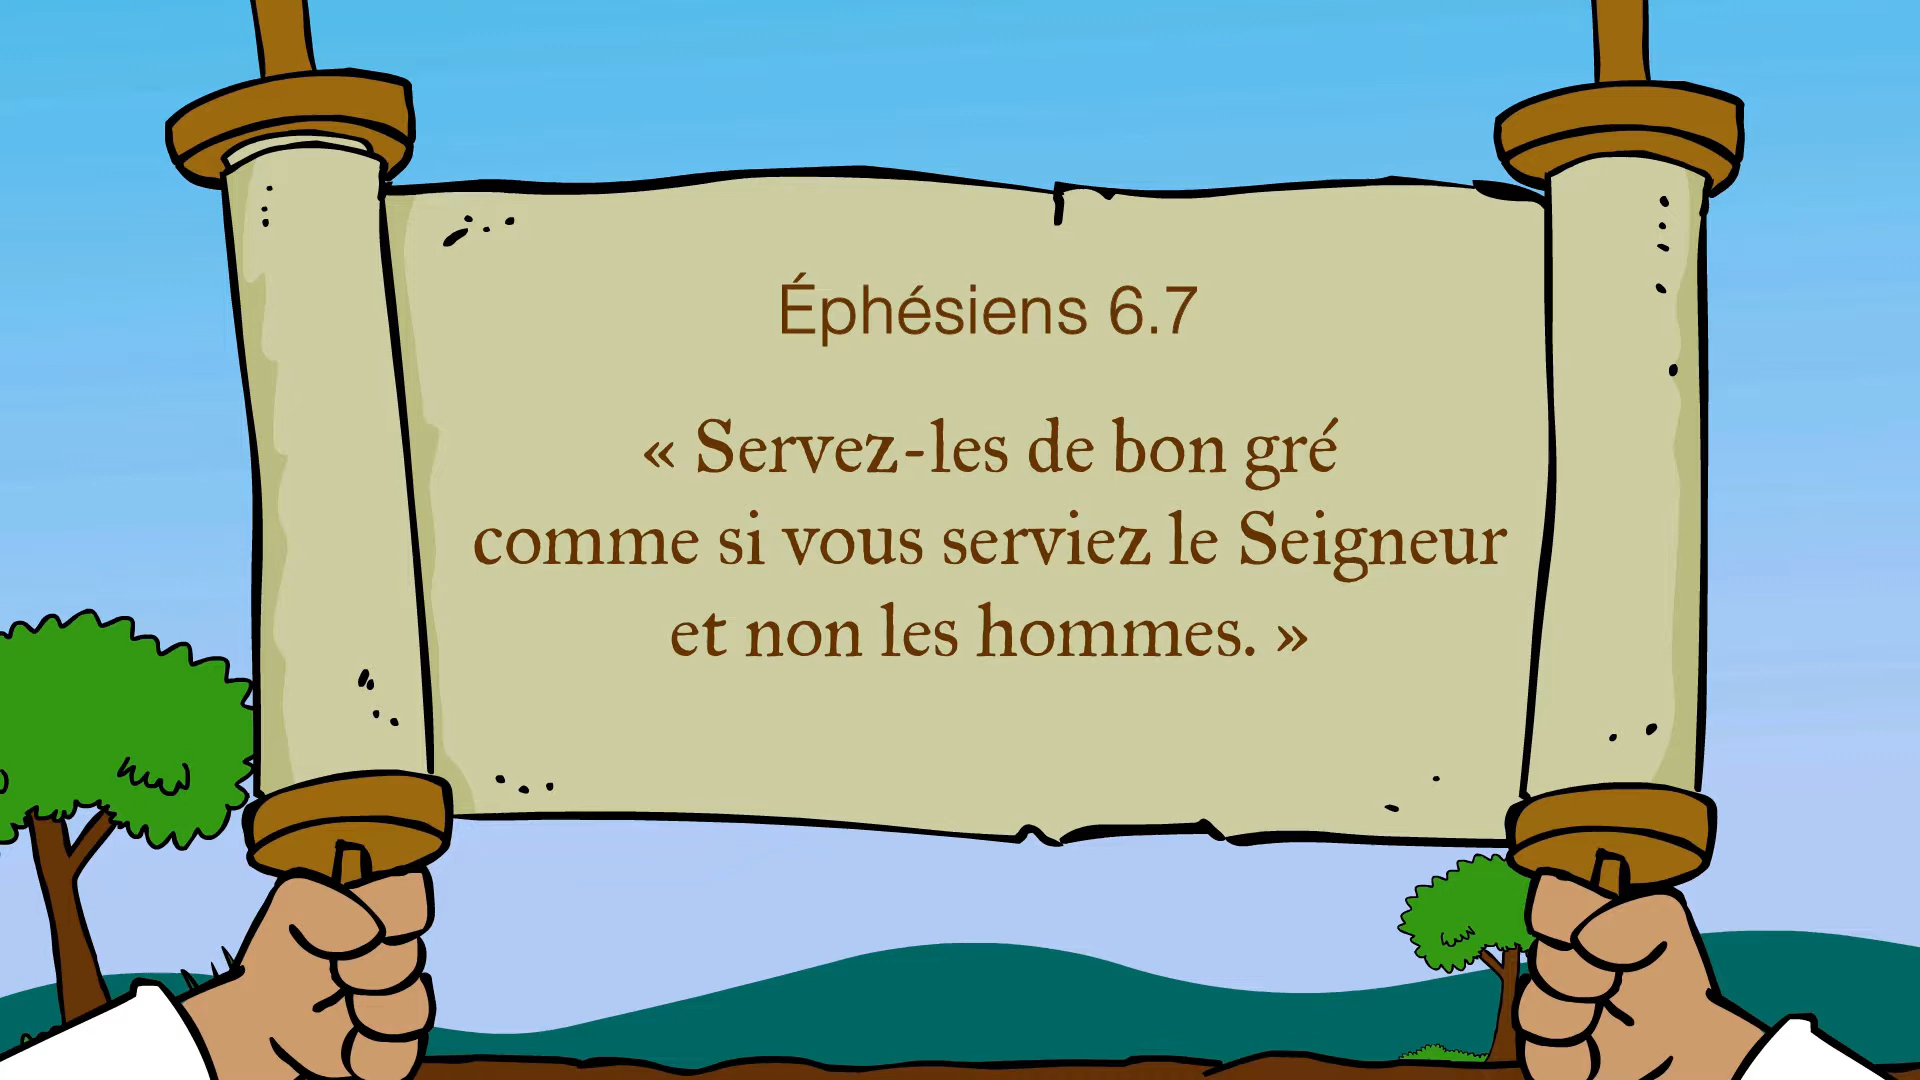 Éphésiens 6.7
« Servez-les de bon gré
comme si vous serviez le Seigneur
et non les hommes. »